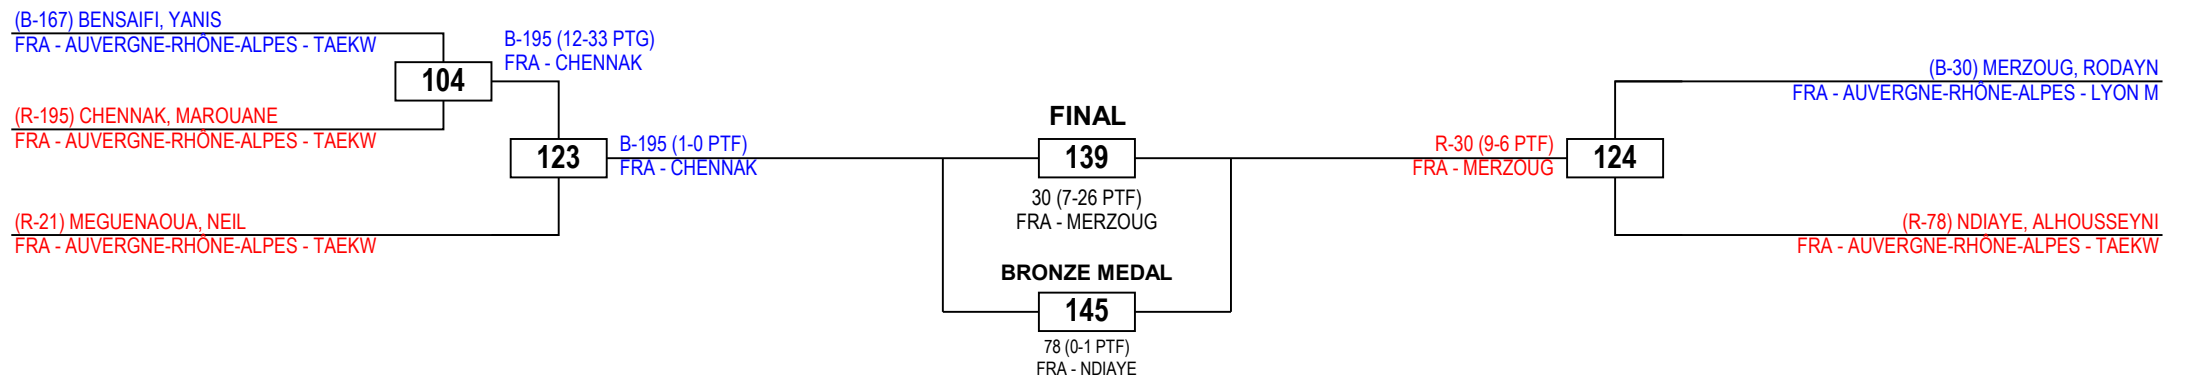 (B-167) BENSAIFI, YANIS
FRA - AUVERGNE-RHÔNE-ALPES - TAEKW
B-195 (12-33 PTG)
FRA - CHENNAK
104
(R-195) CHENNAK, MAROUANE
FRA - AUVERGNE-RHÔNE-ALPES - TAEKW
123
B-195 (1-0 PTF)
FRA - CHENNAK
(R-21) MEGUENAOUA, NEIL
FRA - AUVERGNE-RHÔNE-ALPES - TAEKW
FINAL
139
30 (7-26 PTF)
FRA - MERZOUG
BRONZE MEDAL
145
78 (0-1 PTF)
FRA - NDIAYE
(B-30) MERZOUG, RODAYN
FRA - AUVERGNE-RHÔNE-ALPES - LYON M
R-30 (9-6 PTF)
FRA - MERZOUG
124
(R-78) NDIAYE, ALHOUSSEYNI
FRA - AUVERGNE-RHÔNE-ALPES - TAEKW